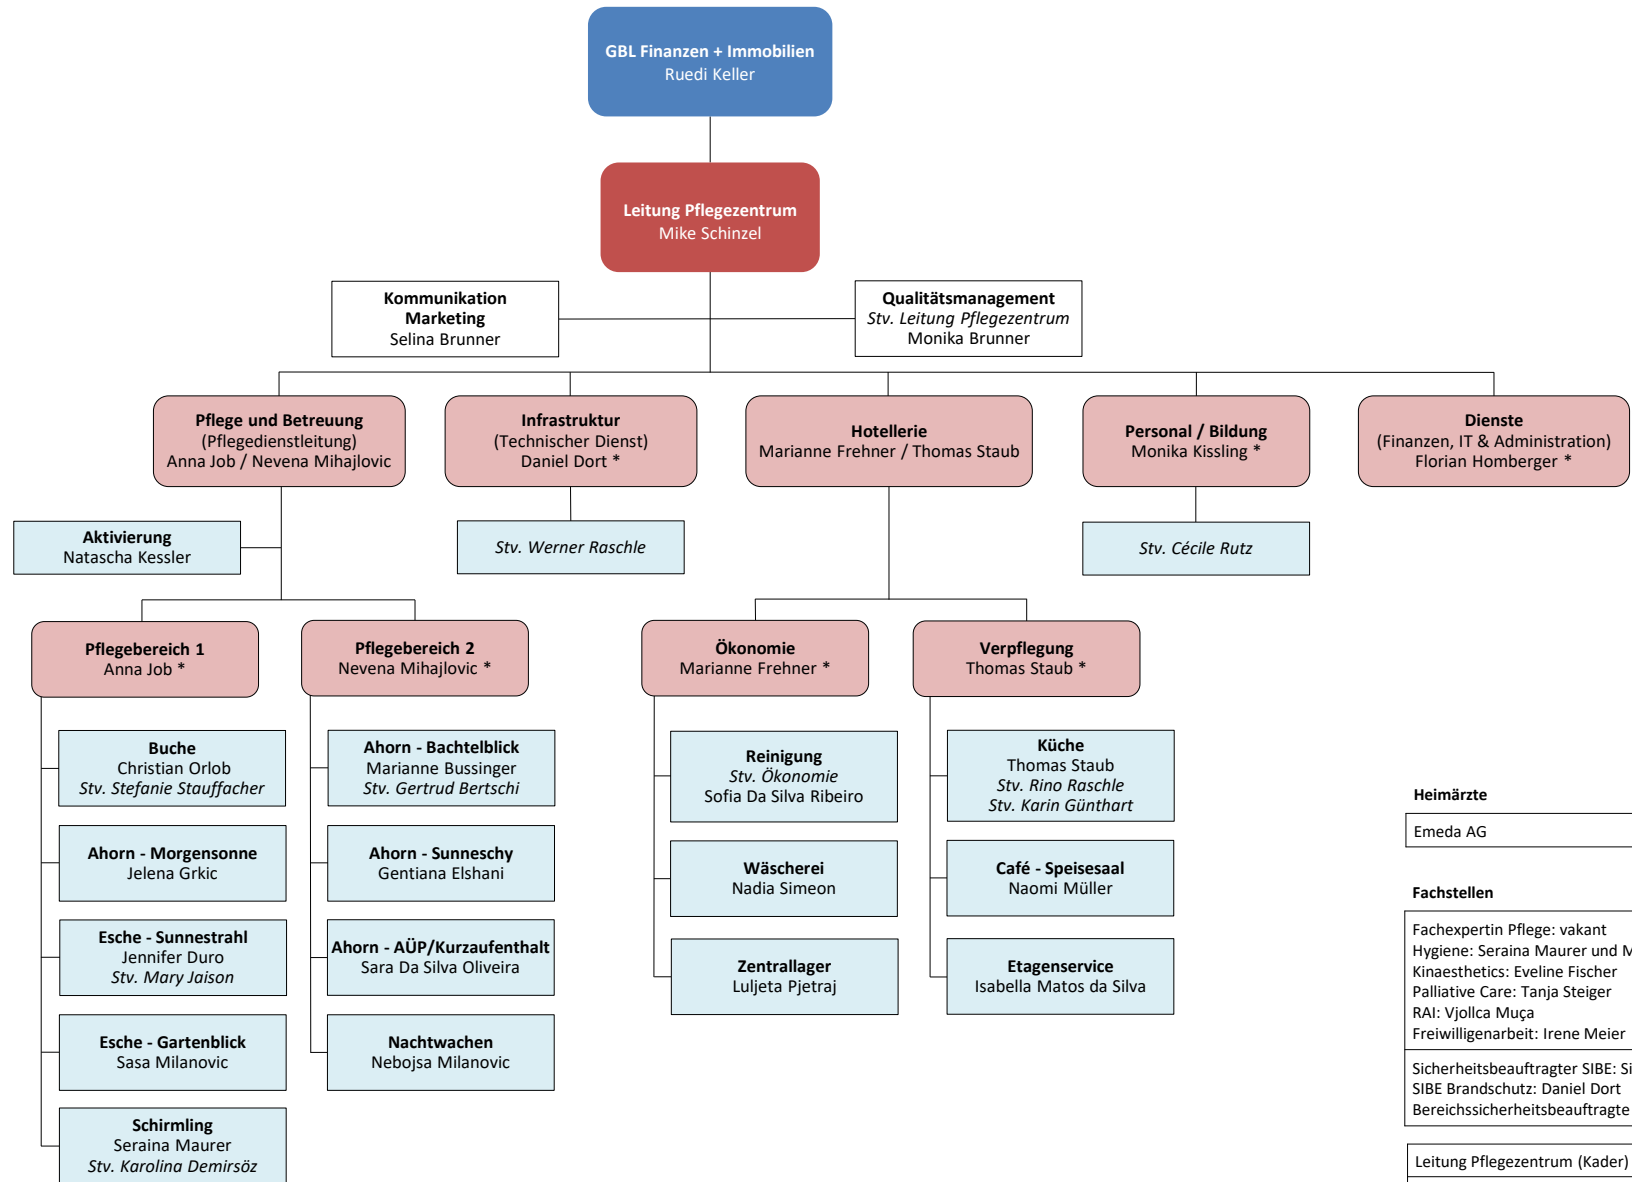 GBL Finanzen + Immobilien
Ruedi Keller
Leitung Pflegezentrum
Mike Schinzel
Kommunikation
Marketing
Selina Brunner
Qualitätsmanagement
Stv. Leitung Pflegezentrum
Monika Brunner
Pflege und Betreuung
(Pflegedienstleitung)
Anna Job / Nevena Mihajlovic
Infrastruktur
(Technischer Dienst)
Daniel Dort *
Hotellerie
Marianne Frehner / Thomas Staub
Personal / Bildung
Monika Kissling *
Dienste
(Finanzen, IT & Administration)
Florian Homberger *
Aktivierung
Natascha Kessler
Stv. Werner Raschle
Stv. Cécile Rutz
Pflegebereich 1
Anna Job *
Pflegebereich 2
Nevena Mihajlovic *
Ökonomie
Marianne Frehner *
Verpflegung
Thomas Staub *
Buche
Christian Orlob
Stv. Stefanie Stauffacher
Ahorn - Morgensonne
Jelena Grkic
Esche - Sunnestrahl
Jennifer Duro
Stv. Mary Jaison
Esche - Gartenblick
Sasa Milanovic
Schirmling
Seraina Maurer
Stv. Karolina Demirsöz
Ahorn - Bachtelblick
Marianne Bussinger
Stv. Gertrud Bertschi
Ahorn - Sunneschy
Gentiana Elshani
Ahorn - AÜP/Kurzaufenthalt
Sara Da Silva Oliveira
Nachtwachen
Nebojsa Milanovic
Reinigung
Stv. Ökonomie
Sofia Da Silva Ribeiro
Wäscherei
Nadia Simeon
Zentrallager
Luljeta Pjetraj
Küche
Thomas Staub
Stv. Rino Raschle
Stv. Karin Günthart
Café - Speisesaal
Naomi Müller
Etagenservice
Isabella Matos da Silva
Heimärzte
Emeda AG
Fachstellen
Fachexpertin Pflege: vakant
Hygiene: Seraina Maurer und
Kinaesthetics: Eveline Fischer
Palliative Care: Tanja Steiger
RAI: Vjollca Muça
Freiwilligenarbeit: Irene Meier
Sicherheitsbeauftragter SIBE:
SIBE Brandschutz: Daniel Dort
Bereichssicherheitsbeauftragte
Leitung Pflegezentrum (Kader)